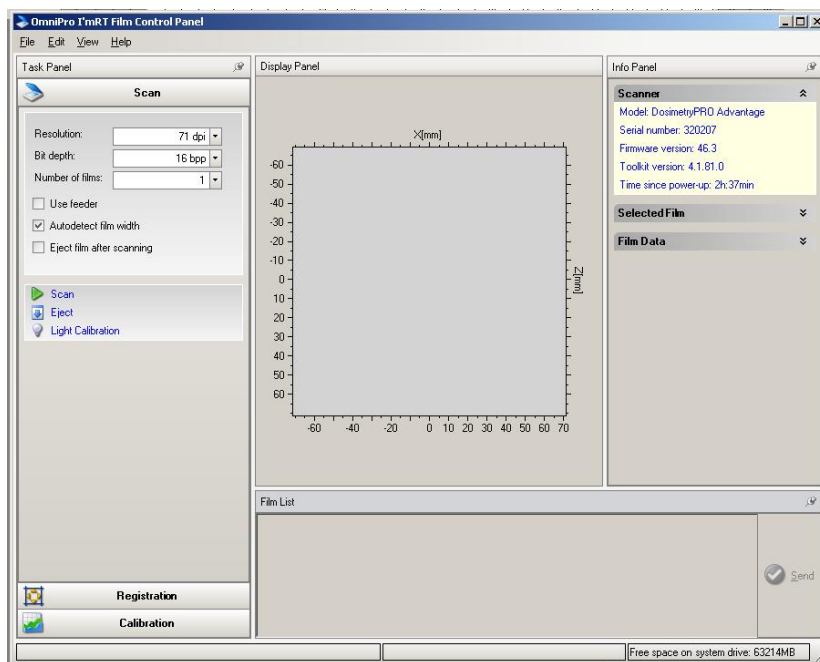 OmniPro I'mRT Film Control Panel
File Edit View Help
Task Panel
Scan
Resolution: 71 dpi
Bit depth: 16 bpp
Number of films: 1
Use feeder
Autodetect film width
Eject film after scanning
Scan
Eject
Light Calibration
Registration
Calibration
Display Panel
X[mm]
-60
-50
-40
-30
-20
-10
0
10
20
30
40
50
60
Z[mm]
-60 -40 -20 0 10 20 30 40 50 60 70
Info Panel
Scanner
Model: DosimetryPRO Advantage
Serial number: 320207
Firmware version: 46.3
Toolkit version: 4.1.81.0
Time since power-up: 2h:37min
Selected Film
Film Data
Film List
Send
Free space on system drive: 63214MB